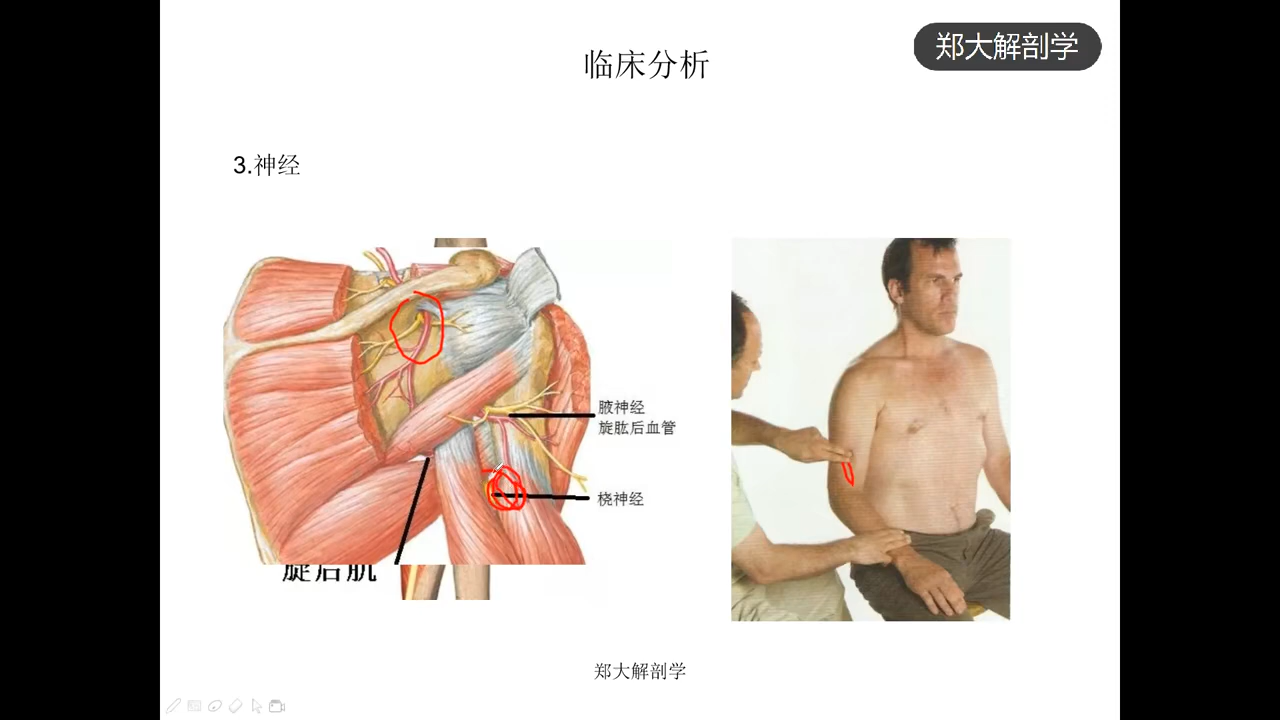 郑大解剖学
临床分析
3.神经
腋神经
旋肱后血管
桡神经
旋后肌
郑大解剖学